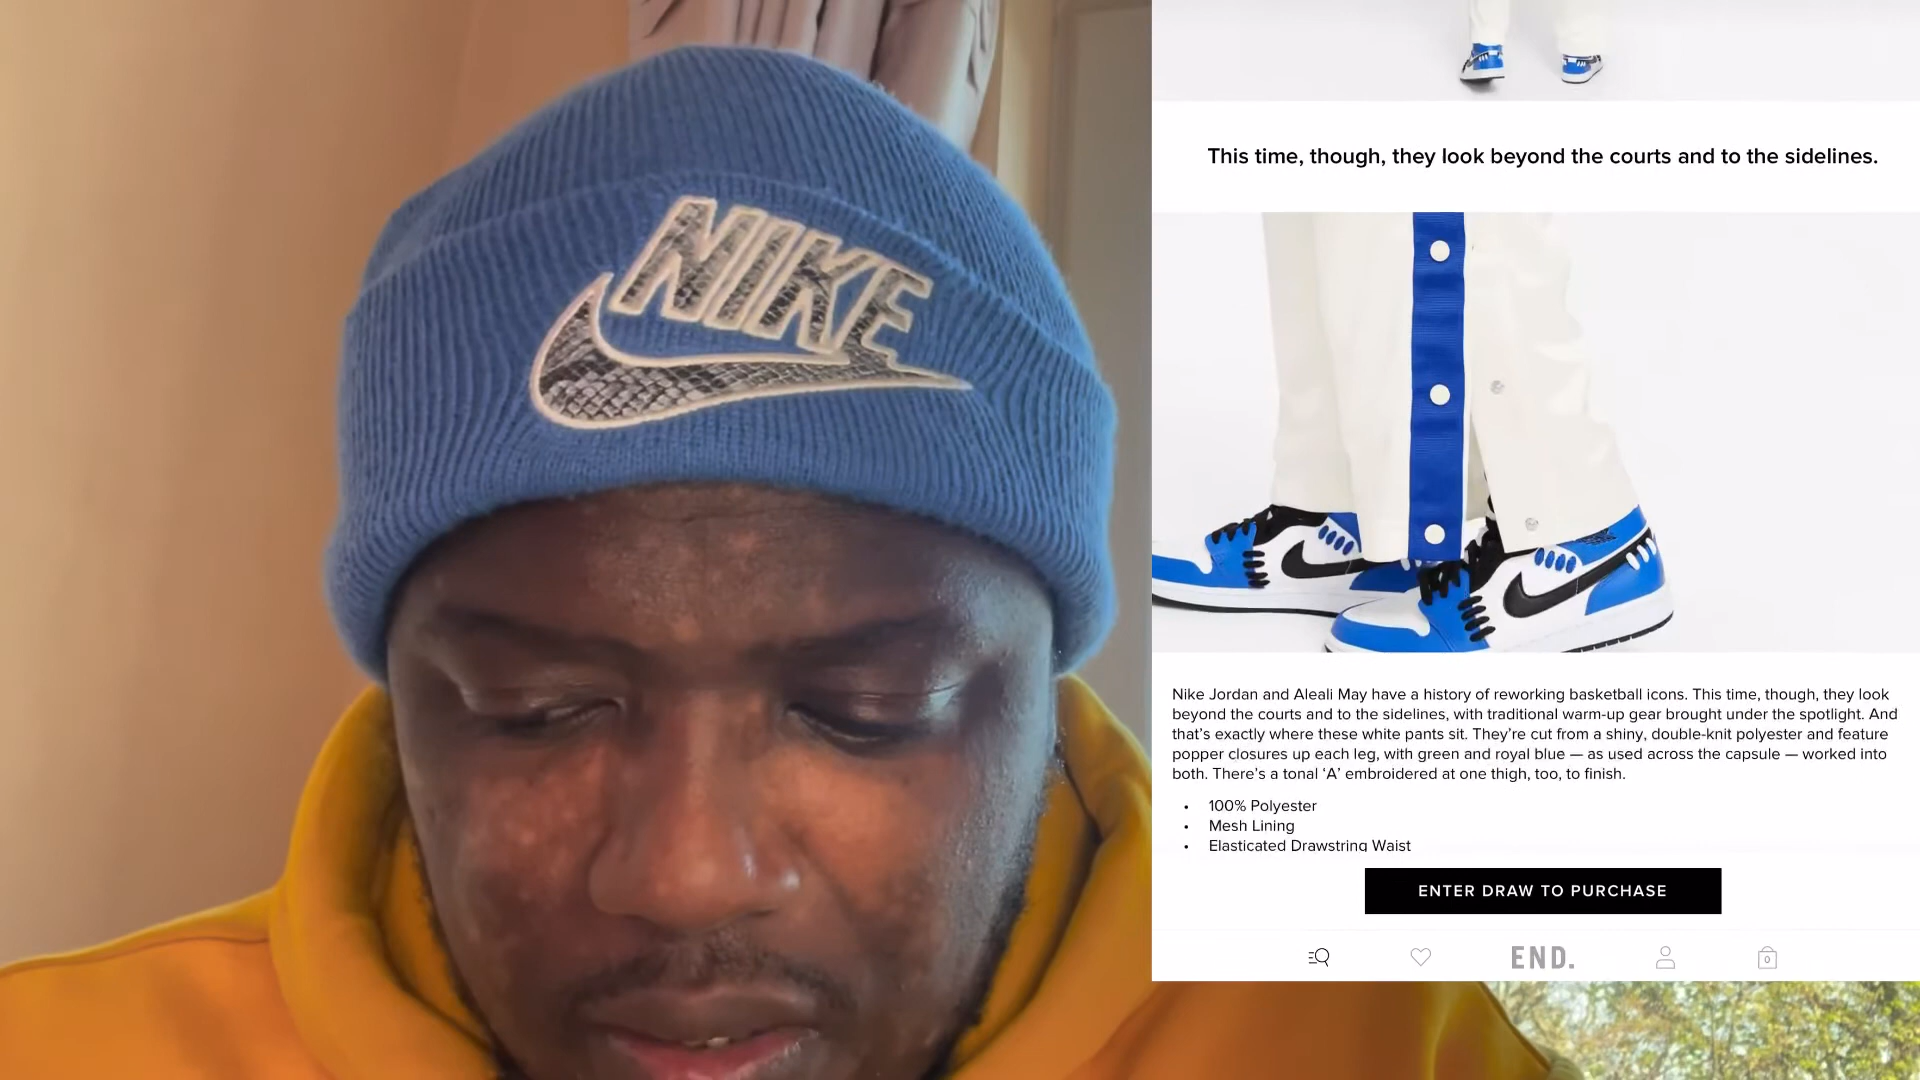 NIKE
This time, though, they look beyond the courts and to the sidelines.
Nike Jordan and Aleali May have a history of reworking basketball icons. This time, though, they look
beyond the courts and to the sidelines, with traditional warm-up gear brought under the spotlight. And
that's exactly where these white pants sit. They're cut from a shiny, double-knit polyester and feature
popper closures up each leg, with green and royal blue — as used across the capsule — worked into
both. There's a tonal ‘A’ embroidered at one thigh, too, to finish.
• 100% Polyester
• Mesh Lining
• Elasticated Drawstring Waist
ENTER DRAW TO PURCHASE
END.
0